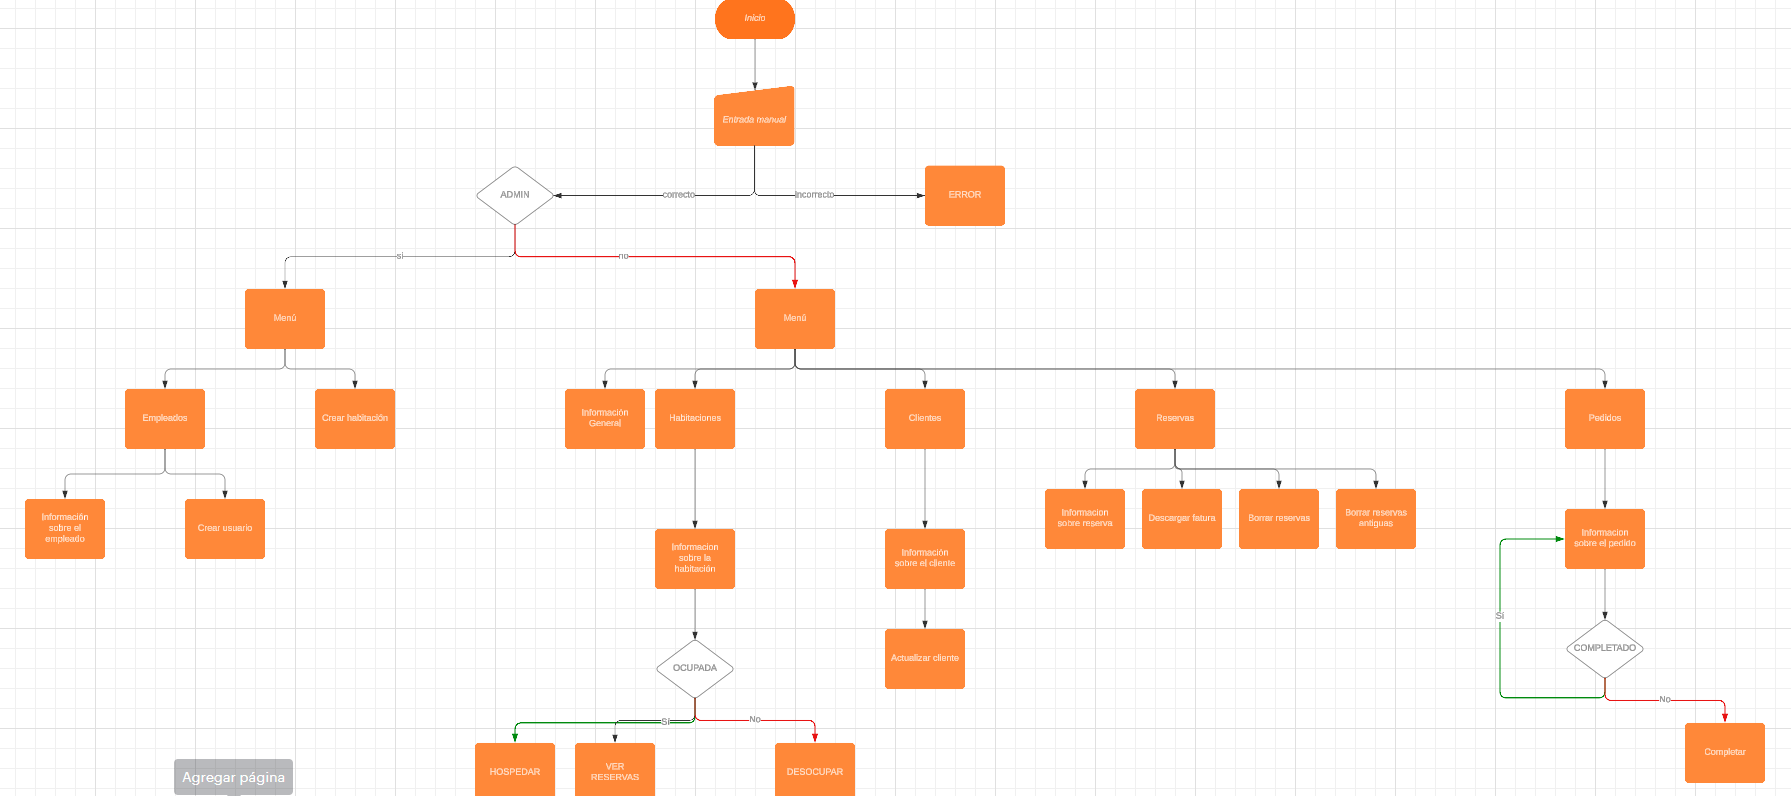 Inicio
Entrada manual
ADMIN
correcto
Incorrecto
ERROR
sí
no
Menú
Menú
Empleados
Crear habitación
Información
General
Habitaciones
Clientes
Reservas
Pedidos
Información
sobre el
empleado
Crear usuario
Informacion
sobre reserva
Descargar fatura
Borrar reservas
Borrar reservas
antiguas
Informacion
sobre el pedido
Informacion
sobre la
habitación
Información
sobre el cliente
Sí
OCUPADA
Actualizar cliente
COMPLETADO
Sí
No
No
HOSPEDAR
VER
RESERVAS
DESOCUPAR
Completar
Agregar página